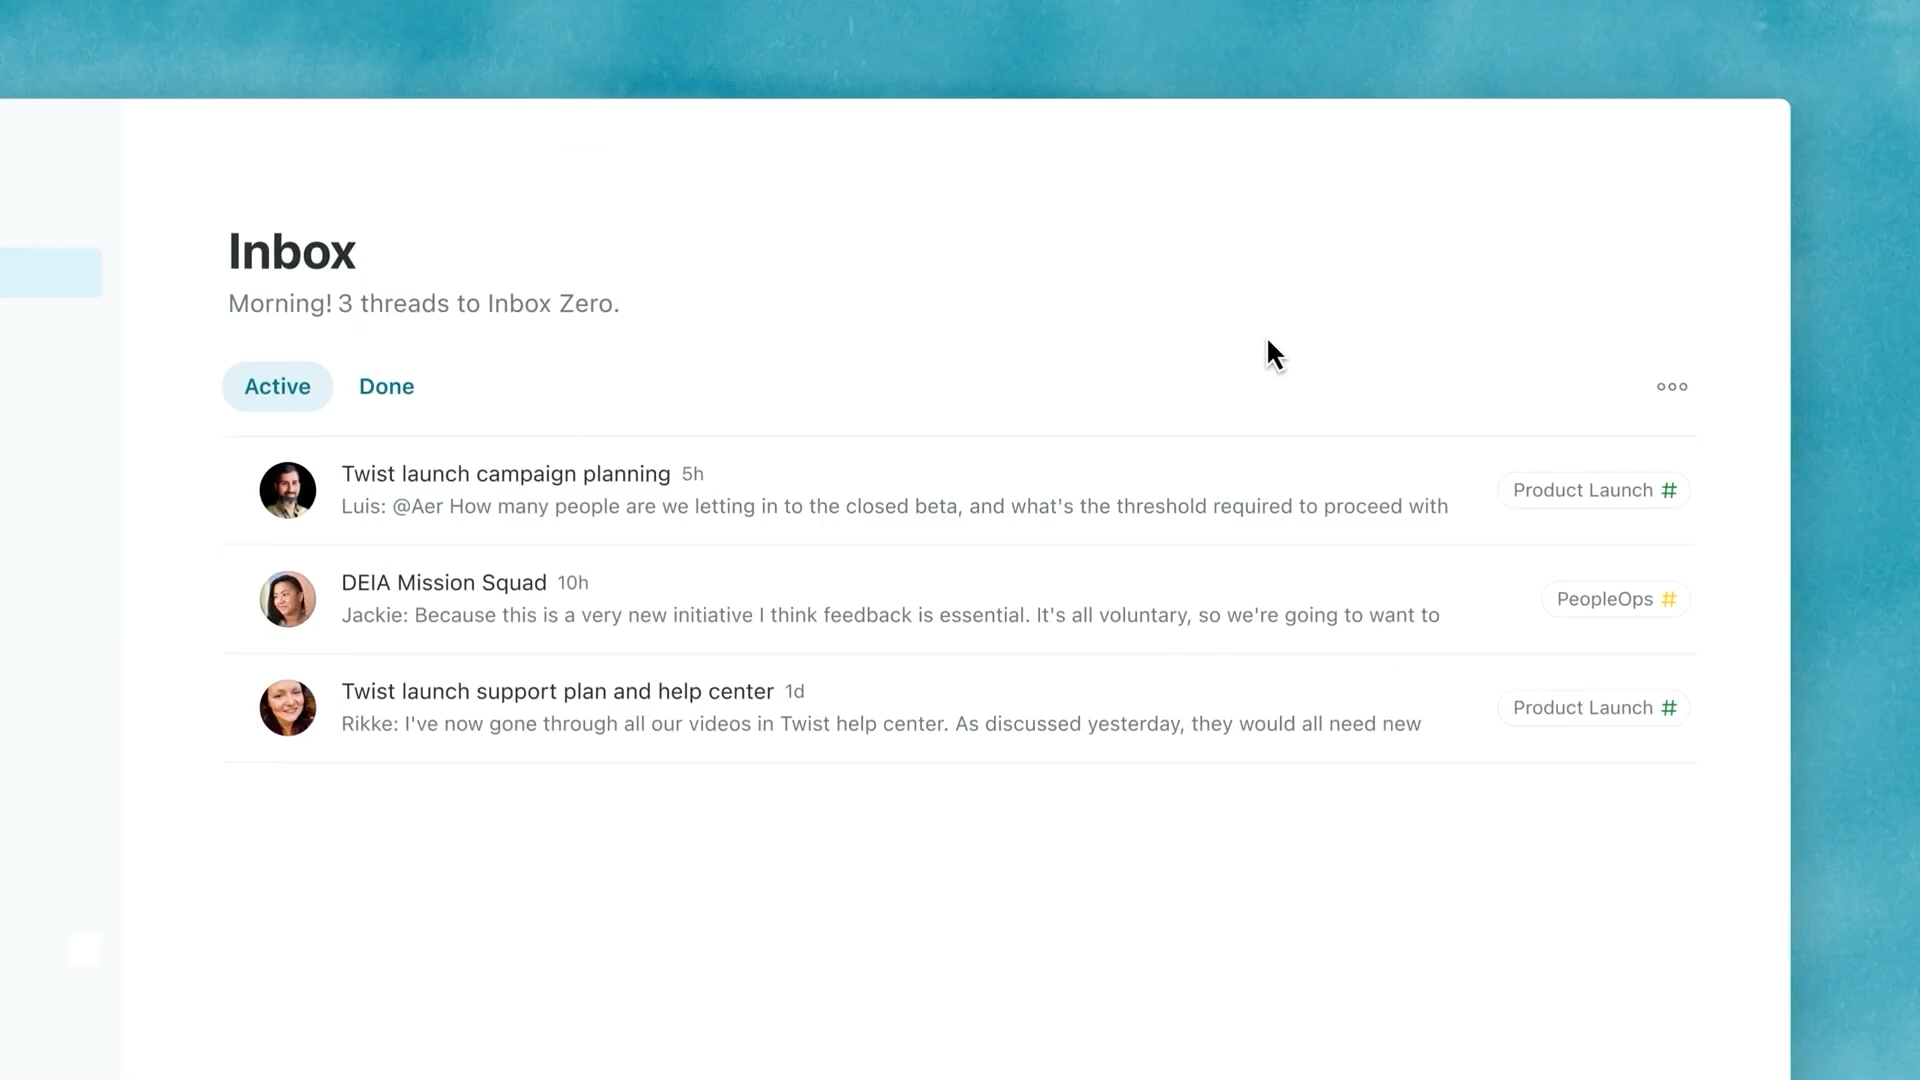 Inbox
Morning! 3 threads to Inbox Zero.
Active Done
Twist launch campaign planning 5h
Luis: @Aer How many people are we letting in to the closed beta, and what's the threshold required to proceed with
Product Launch #
DEIA Mission Squad 10h
Jackie: Because this is a very new initiative I think feedback is essential. It's all voluntary, so we're going to want to
PeopleOps #
Twist launch support plan and help center 1d
Rikke: I've now gone through all our videos in Twist help center. As discussed yesterday, they would all need new
Product Launch #